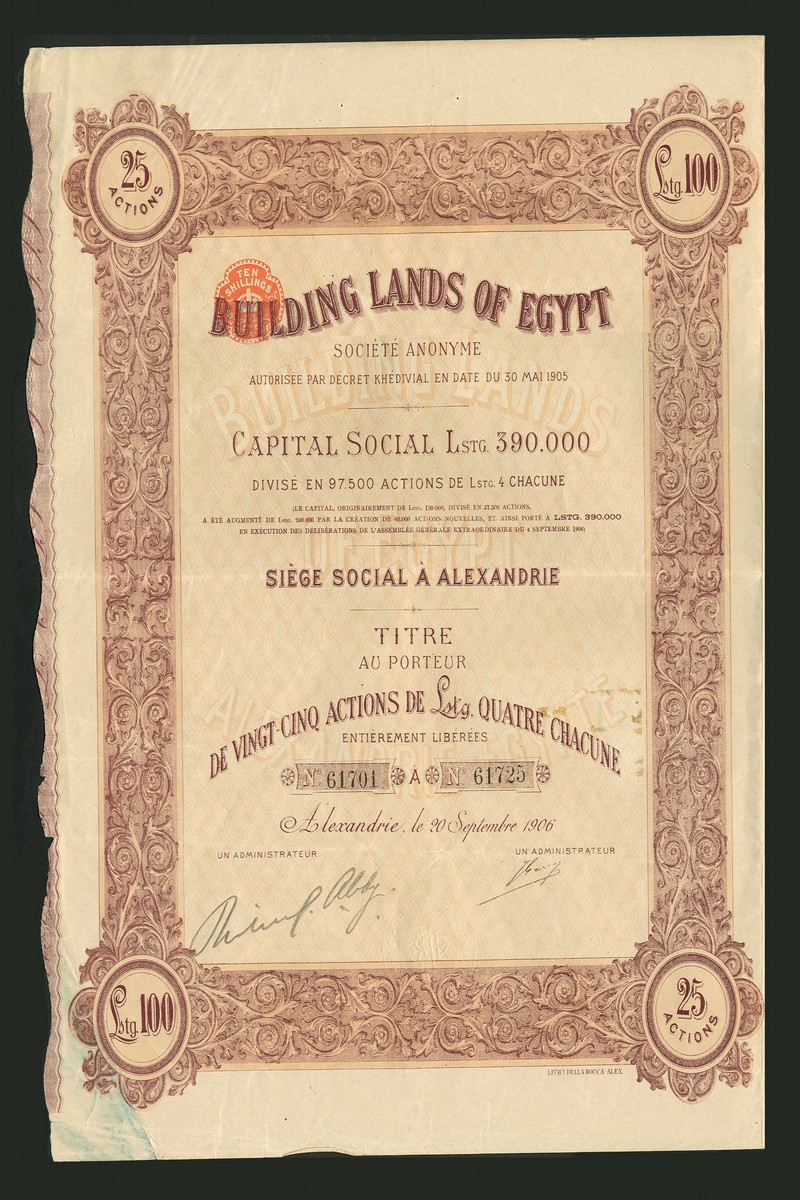 25
ACTIONS
Lstg. 100
TEN
SHILLINGS
BUILDING LANDS OF EGYPT
SOCIÉTÉ ANONYME
AUTORISEE PAR DÉCRET KHÉDIVIAL EN DATE DU 30 MAI 1905
CAPITAL SOCIAL LSTG. 390.000
DIVISÉ EN 97.500 ACTIONS DE LSTG. 4 CHACUNE
(LE CAPITAL, ORIGINAIREMENT DE LSTG. 150.000, DIVISE EN 37.500 ACTIONS,
A ÉTÉ AUGMENTÉ DE LSTG. 240.000 PAR LA CRÉATION DE 60.000 ACTIONS NOUVELLES, ET AINSI PORTÉ À LSTG. 390.000
EN EXÉCUTION DES DÉLIBÉRATIONS DE L'ASSEMBLÉE GÉNÉRALE EXTRAORDINAIRE DU 4 SEPTEMBRE 1906)
SIÈGE SOCIAL À ALEXANDRIE
TITRE
AU PORTEUR
DE VINGT-CINQ ACTIONS DE Lstg. QUATRE CHACUNE
ENTIÈREMENT LIBERÉES
N° 61701 A N° 61725
Alexandrie, le 20 Septembre 1906
UN ADMINISTRATEUR
UN ADMINISTRATEUR
Lstg. 100
25
ACTIONS
LITH: DELLA ROCCA ALEX.